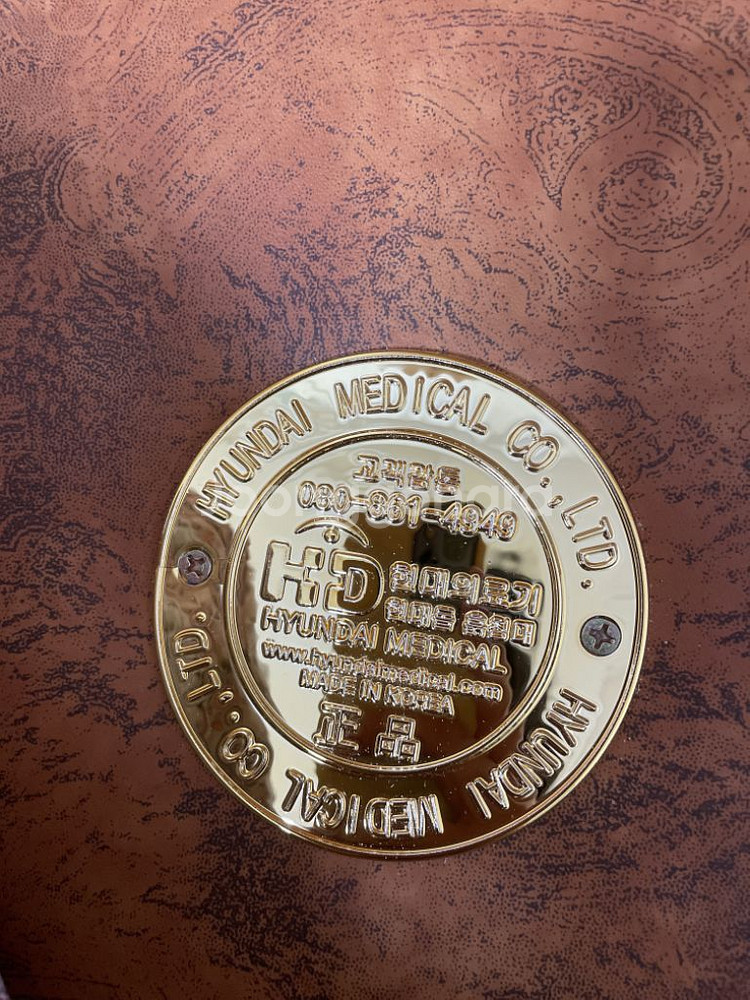 HYUNDAI MEDICAL CO.,LTD.
고객감동
080-861-4949
HD
현대의료기
HYUNDAI MEDICAL
www.hyundaimedical.com
MADE IN KOREA
正品
HYUNDAI MEDICAL CO.,LTD.